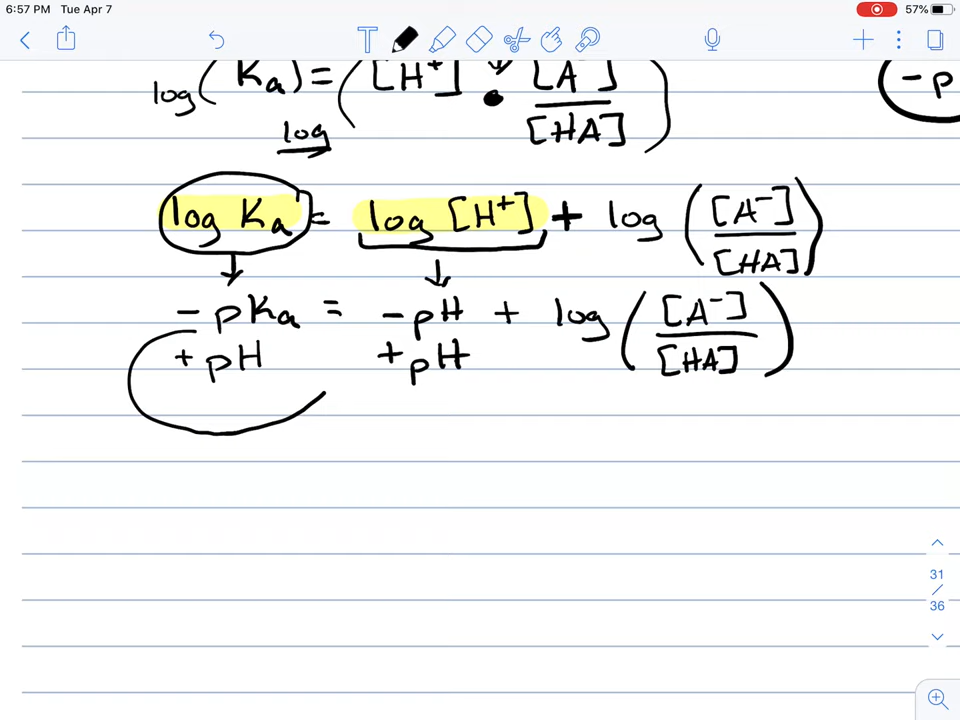 6:57 PM Tue Apr 7
57%
T
log(Ka) = ([H⁺] • [A⁻]/[HA])
- p
log
log Ka = log [H⁺] + log ([A⁻]/[HA])
- pKa = - pH + log ([A⁻]/[HA])
+ pH + pH
31
/
36